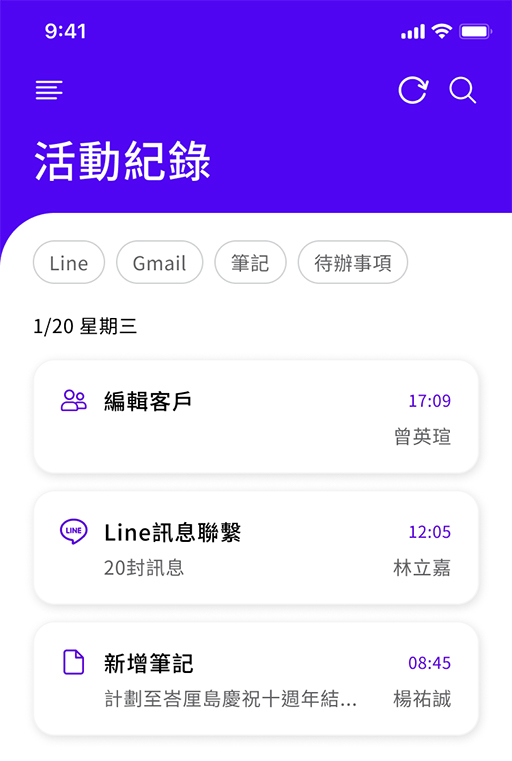 9:41
活動紀錄
Line Gmail 筆記 待辦事項
1/20 星期三
編輯客戶 17:09
曾英瑄
LINE Line訊息聯繫 12:05
20封訊息 林立嘉
新增筆記 08:45
計劃至峇厘島慶祝十週年結... 楊祐誠